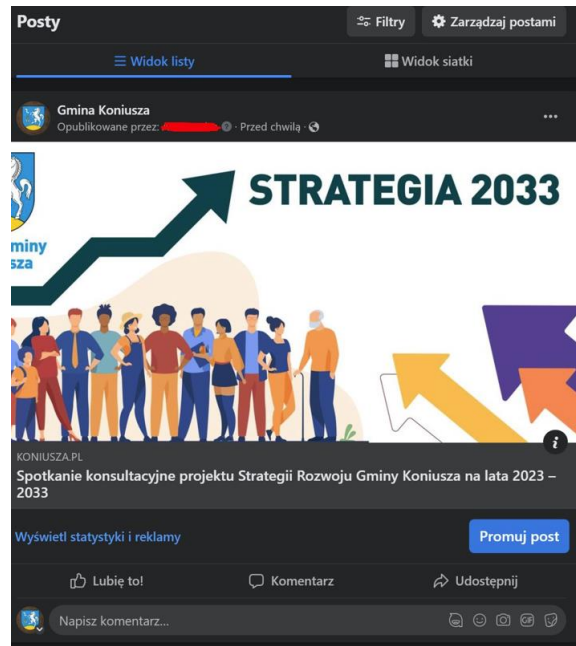 Posty
Filtry
Zarządzaj postami
Widok listy
Widok siatki
Gmina Koniusza
Opublikowane przez: · Przed chwilą ·
STRATEGIA 2033
miny
sza
KONIUSZA.PL
Spotkanie konsultacyjne projektu Strategii Rozwoju Gminy Koniusza na lata 2023 –
2033
Wyświetl statystyki i reklamy
Promuj post
Lubię to!
Komentarz
Udostępnij
Napisz komentarz...
GIF